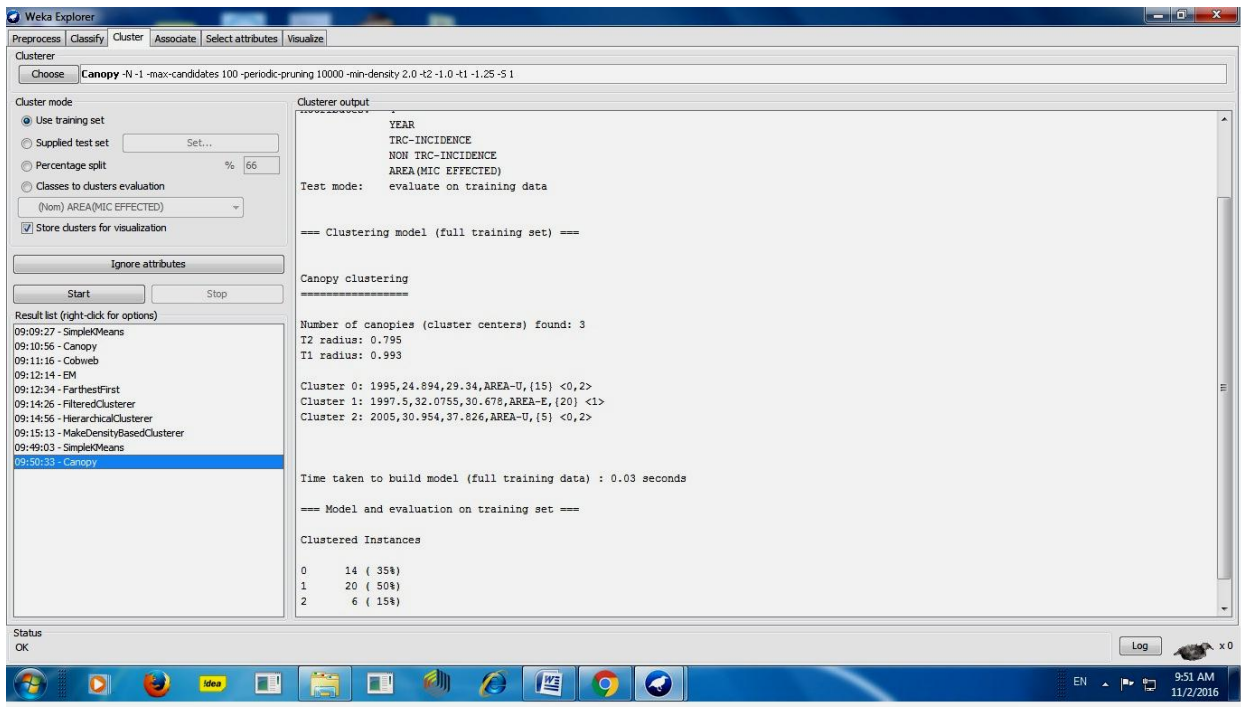 Weka Explorer
Preprocess Classify Cluster Associate Select attributes Visualize
Clusterer
Choose Canopy -N -1 -max-candidates 100 -periodic-pruning 10000 -min-density 2.0 -t2 -1.0 -t1 -1.25 -S 1
Cluster mode
Use training set
Supplied test set Set...
Percentage split % 66
Classes to clusters evaluation
(Nom) AREA(MIC EFFECTED)
Store clusters for visualization
Ignore attributes
Start Stop
Result list (right-click for options)
09:09:27 - SimpleKMeans
09:10:56 - Canopy
09:11:16 - Cobweb
09:12:14 - EM
09:12:34 - FarthestFirst
09:14:26 - FilteredClusterer
09:14:56 - HierarchicalClusterer
09:15:13 - MakeDensityBasedClusterer
09:49:03 - SimpleKMeans
09:50:33 - Canopy
Clusterer output
YEAR
TRC-INCIDENCE
NON TRC-INCIDENCE
AREA(MIC EFFECTED)
Test mode: evaluate on training data
=== Clustering model (full training set) ===
Canopy clustering
=================
Number of canopies (cluster centers) found: 3
T2 radius: 0.795
T1 radius: 0.993
Cluster 0: 1995,24.894,29.34,AREA-U,{15} <0,2>
Cluster 1: 1997.5,32.0755,30.678,AREA-E,{20} <1>
Cluster 2: 2005,30.954,37.826,AREA-U,{5} <0,2>
Time taken to build model (full training data) : 0.03 seconds
=== Model and evaluation on training set ===
Clustered Instances
0 14 ( 35%)
1 20 ( 50%)
2 6 ( 15%)
Status
OK
Log x 0
!dea
EN
9:51 AM
11/2/2016